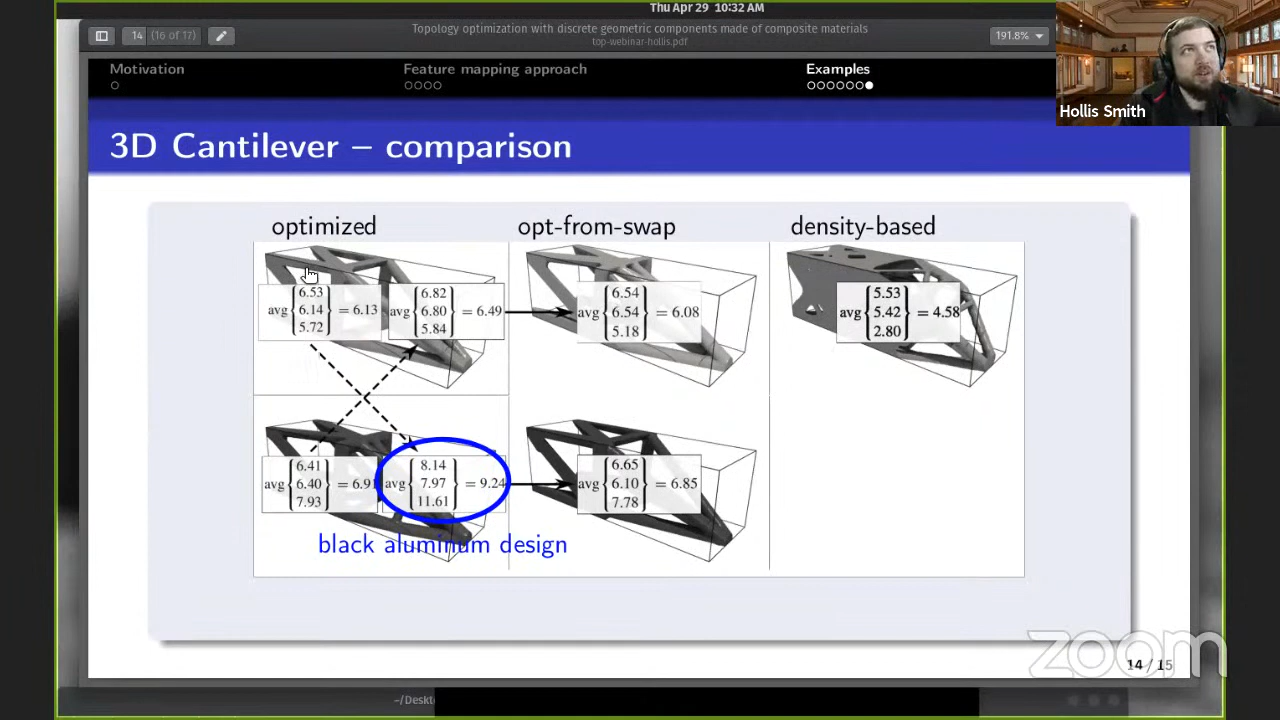 Thu Apr 29 10:32 AM
14 (16 of 17)
Topology optimization with discrete geometric components made of composite materials
top-webinar-hollis.pdf
191.8%
Motivation
Feature mapping approach
Examples
Hollis Smith
3D Cantilever – comparison
optimized
opt-from-swap
density-based
avg { 6.53 6.14 5.72 } = 6.13
avg { 6.82 6.80 5.84 } = 6.49
avg { 6.54 6.54 5.18 } = 6.08
avg { 5.53 5.42 2.80 } = 4.58
avg { 6.41 6.40 7.93 } = 6.91
avg { 8.14 7.97 11.61 } = 9.24
avg { 6.65 6.10 7.78 } = 6.85
black aluminum design
zoom
14 / 15
~/Deskt